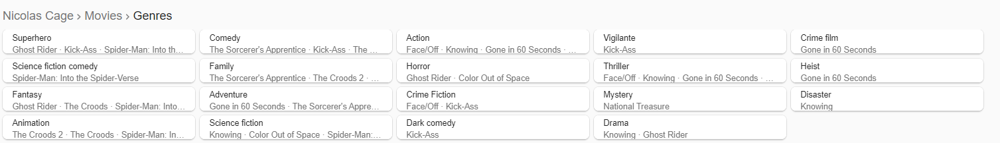 Nicolas Cage › Movies › Genres
Superhero
Ghost Rider · Kick-Ass · Spider-Man: Into th...
Comedy
The Sorcerer's Apprentice · Kick-Ass · The ...
Action
Face/Off · Knowing · Gone in 60 Seconds · ...
Vigilante
Kick-Ass
Crime film
Gone in 60 Seconds
Science fiction comedy
Spider-Man: Into the Spider-Verse
Family
The Sorcerer's Apprentice · The Croods 2 · ...
Horror
Ghost Rider · Color Out of Space
Thriller
Face/Off · Knowing · Gone in 60 Seconds · ...
Heist
Gone in 60 Seconds
Fantasy
Ghost Rider · The Croods · Spider-Man: Into...
Adventure
Gone in 60 Seconds · The Sorcerer's Appre...
Crime Fiction
Face/Off · Kick-Ass
Mystery
National Treasure
Disaster
Knowing
Animation
The Croods 2 · The Croods · Spider-Man: In...
Science fiction
Knowing · Color Out of Space · Spider-Man:...
Dark comedy
Kick-Ass
Drama
Knowing · Ghost Rider